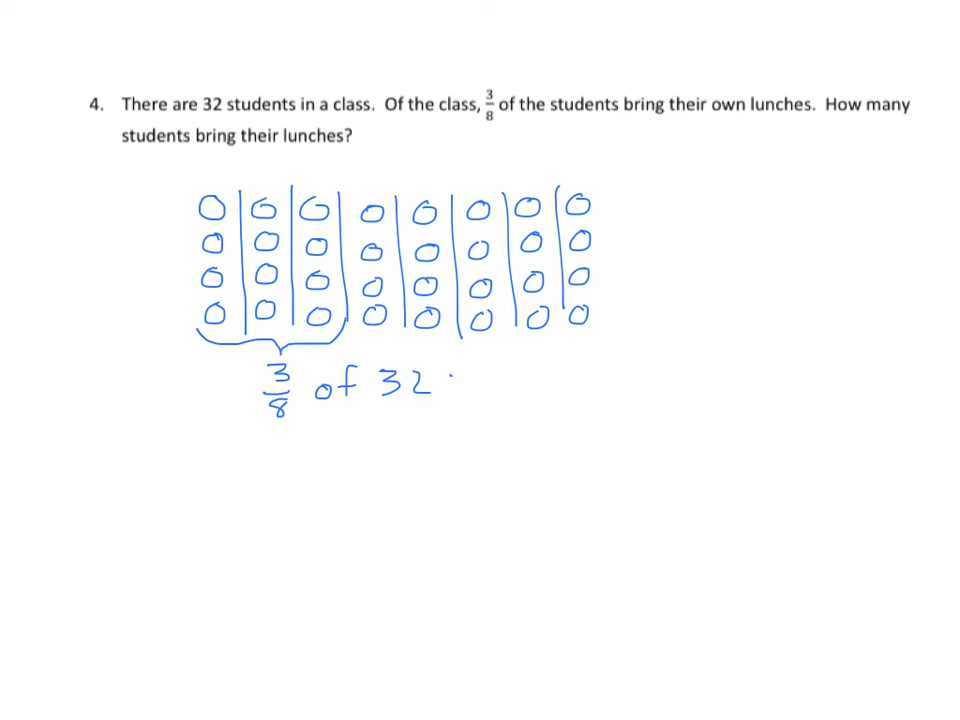 4. There are 32 students in a class. Of the class, 3/8 of the students bring their own lunches. How many
students bring their lunches?
3/8 of 32